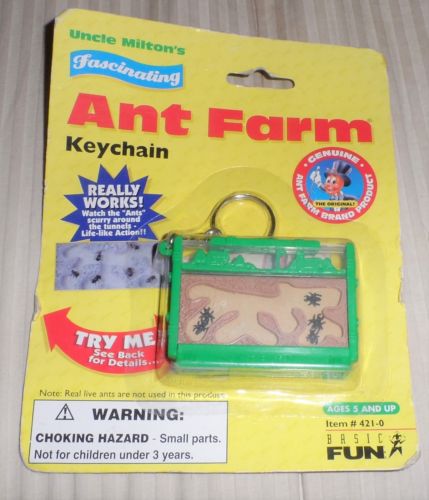 Uncle Milton's
Fascinating
Ant Farm®
Keychain
GENUINE
ANT FARM BRAND PRODUCT
THE ORIGINAL!
REALLY
WORKS!
Watch the "Ants"
scurry around
the tunnels -
Life-like Action!!
TRY ME
See Back
for Details...
Note: Real live ants are not used in this product.
WARNING:
CHOKING HAZARD - Small parts.
Not for children under 3 years.
AGES 5 AND UP
Item # 421-0
BASIC
FUN